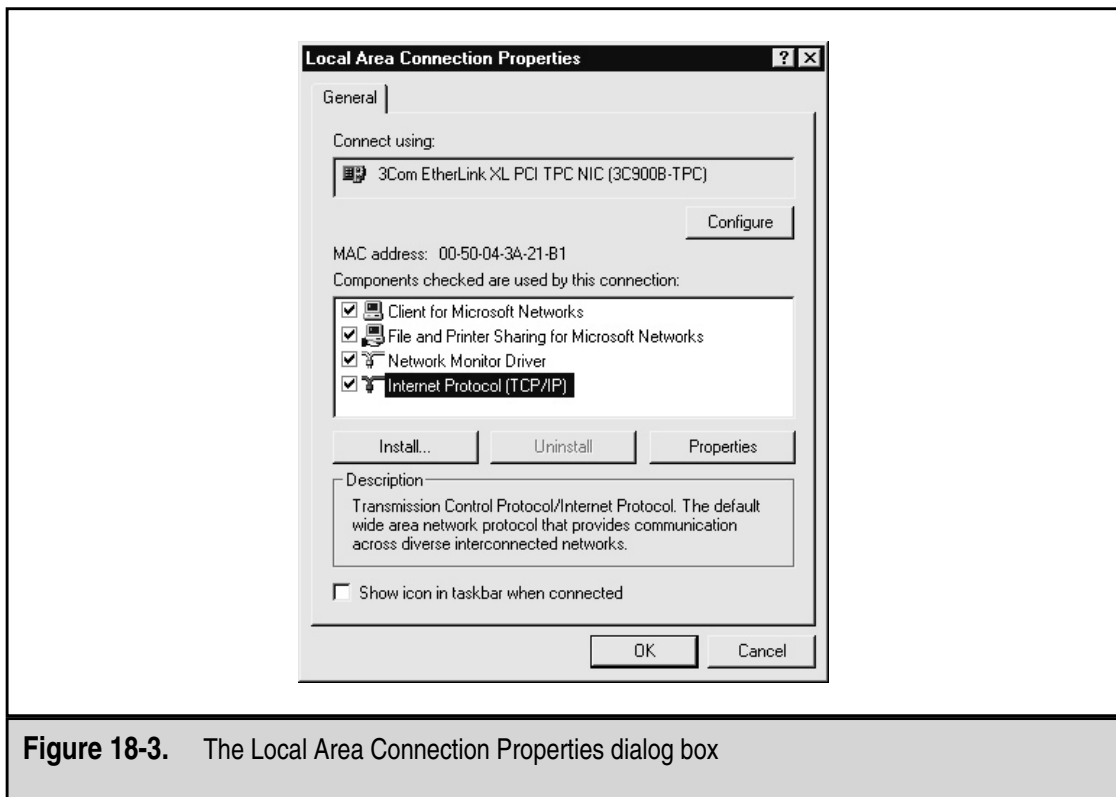 Local Area Connection Properties
General
Connect using:
3Com EtherLink XL PCI TPC NIC (3C900B-TPC)
Configure
MAC address: 00-50-04-3A-21-B1
Components checked are used by this connection:
Client for Microsoft Networks
File and Printer Sharing for Microsoft Networks
Network Monitor Driver
Internet Protocol (TCP/IP)
Install... Uninstall Properties
Description
Transmission Control Protocol/Internet Protocol. The default
wide area network protocol that provides communication
across diverse interconnected networks.
Show icon in taskbar when connected
OK Cancel
Figure 18-3. The Local Area Connection Properties dialog box